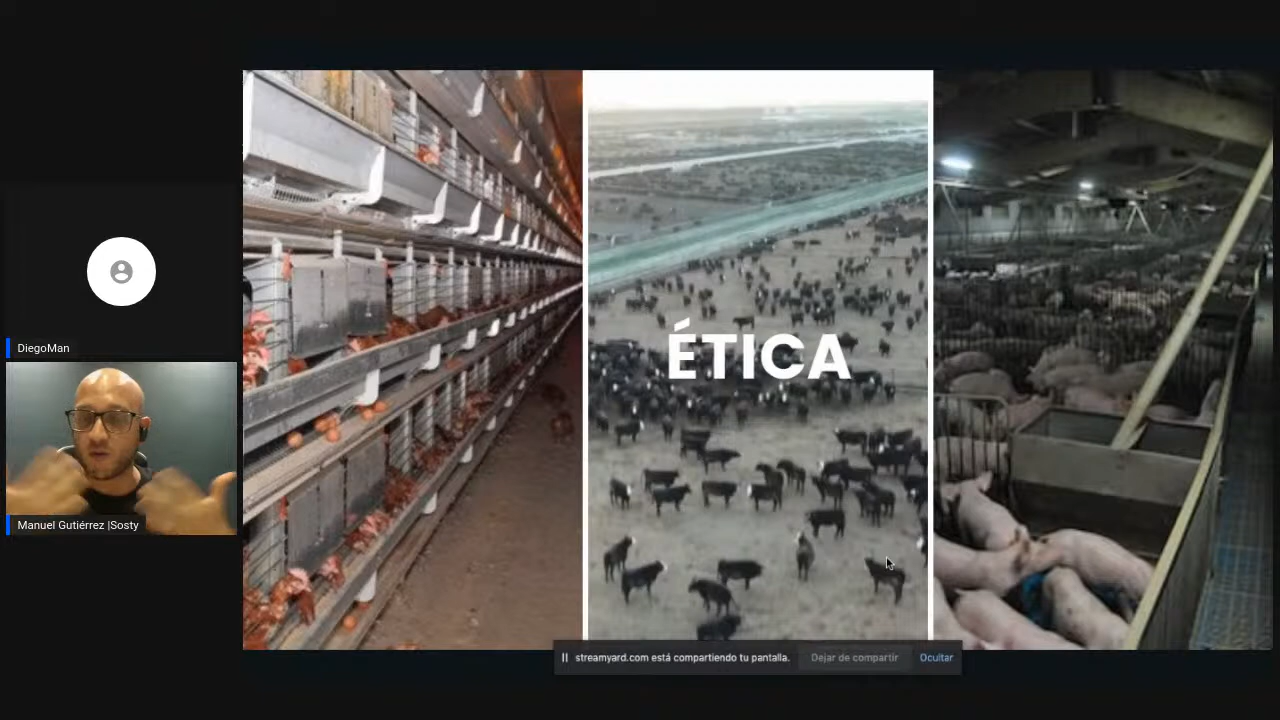 DiegoMan
Manuel Gutiérrez |Sosty
ÉTICA
streamyard.com está compartiendo tu pantalla.
Dejar de compartir
Ocultar